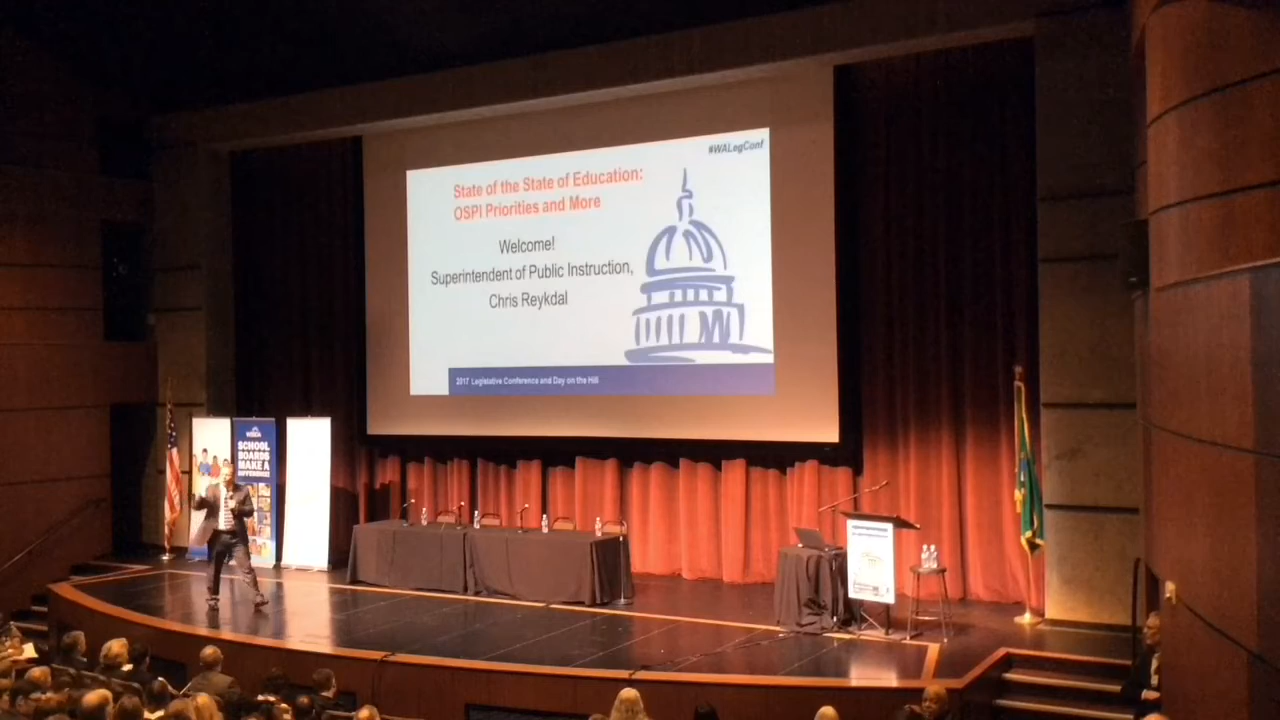 #WALegConf
State of the State of Education:
OSPI Priorities and More
Welcome!
Superintendent of Public Instruction,
Chris Reykdal
2017 Legislative Conference and Day on the Hill
WSSDA
SCHOOL
BOARDS
MAKE A
DIFFERENCE